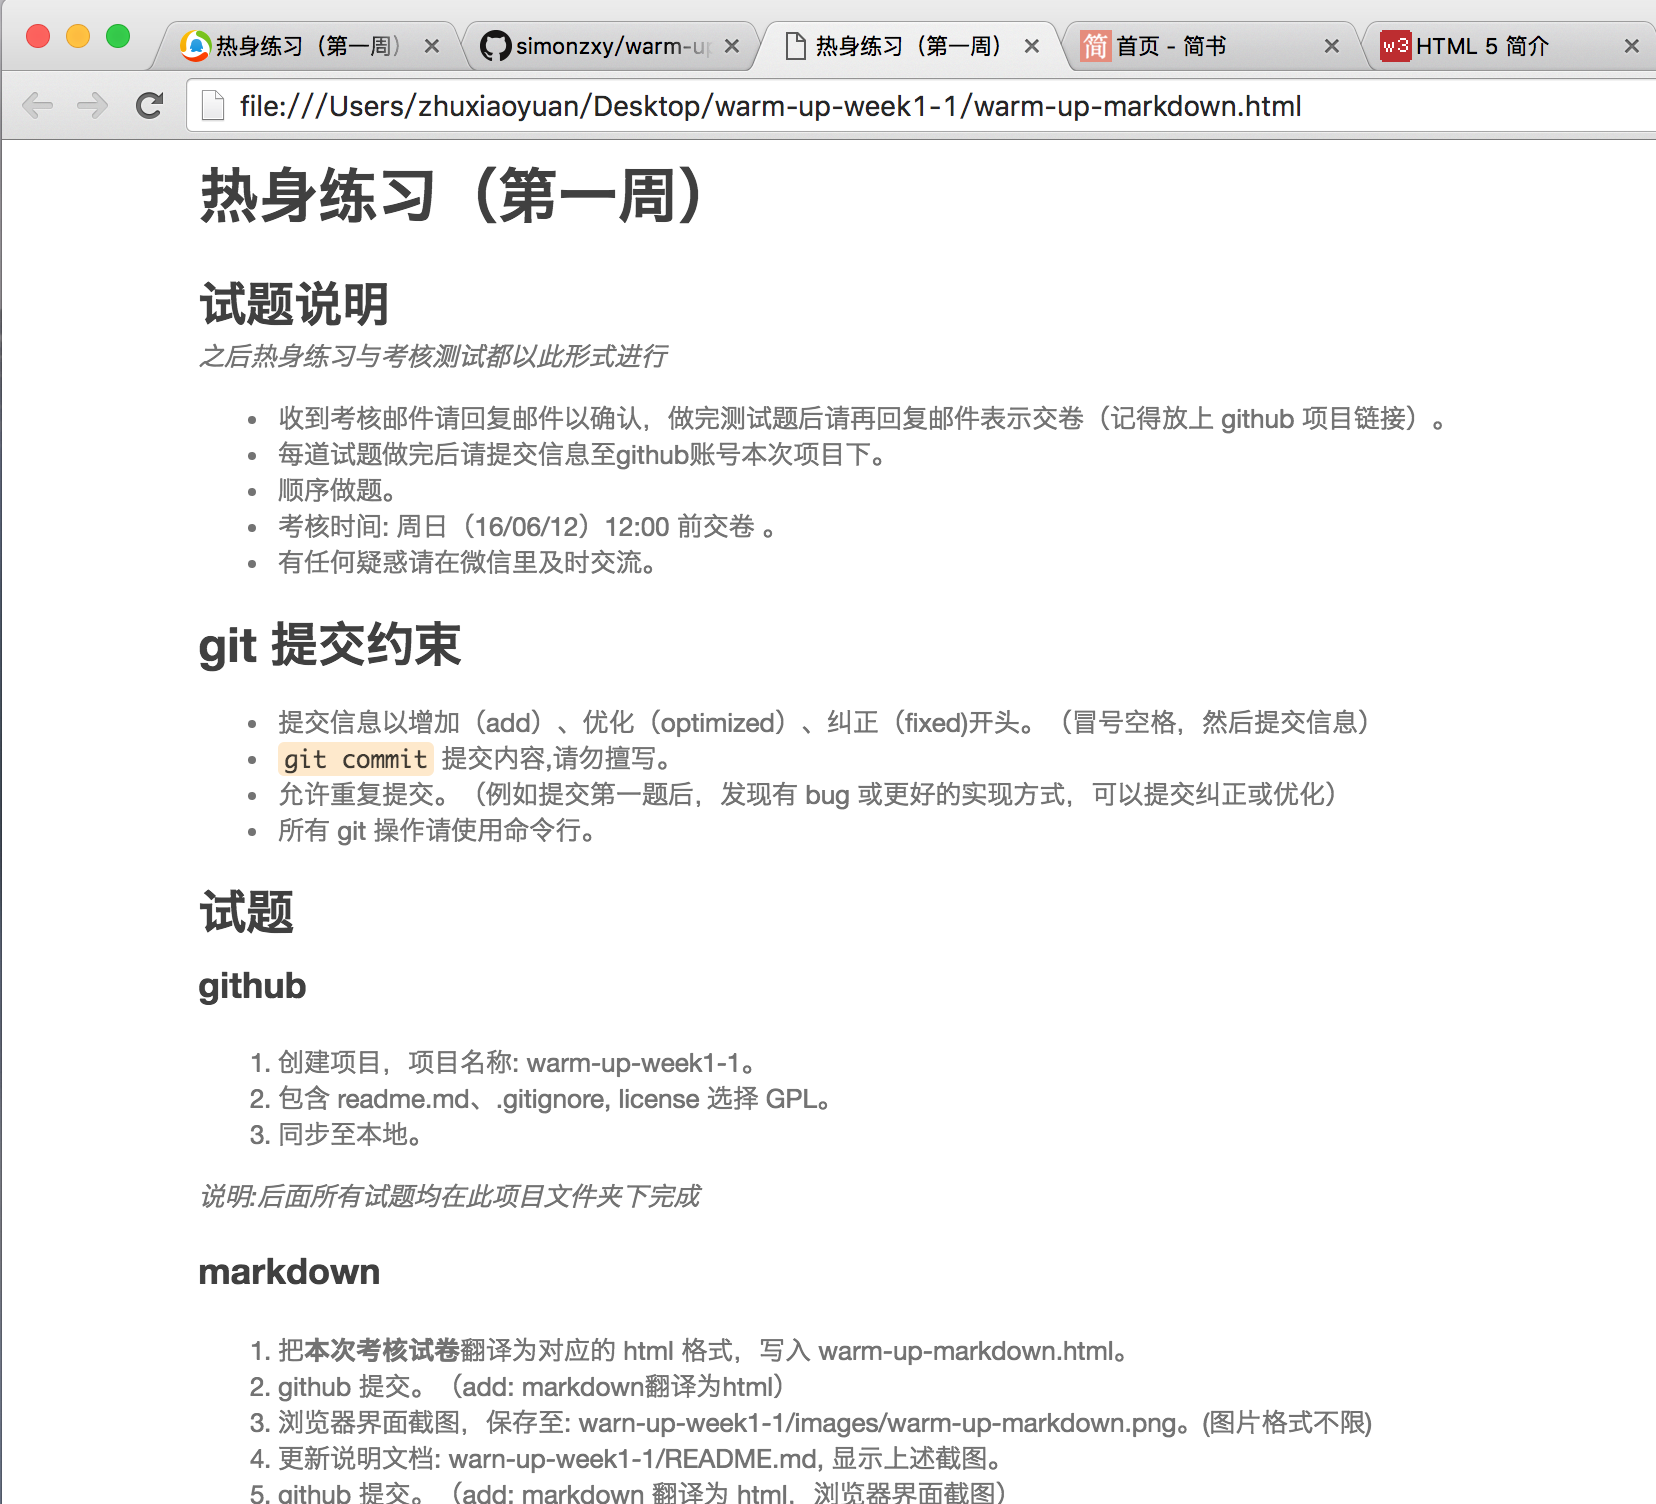 热身练习（第一周）
simonzxy/warm-up
热身练习（第一周）
简 首页 - 简书
w3 HTML 5 简介
file:///Users/zhuxiaoyuan/Desktop/warm-up-week1-1/warm-up-markdown.html
热身练习（第一周）
试题说明
之后热身练习与考核测试都以此形式进行
• 收到考核邮件请回复邮件以确认，做完测试题后请再回复邮件表示交卷（记得放上 github 项目链接）。
• 每道试题做完后请提交信息至github账号本次项目下。
• 顺序做题。
• 考核时间: 周日（16/06/12）12:00 前交卷 。
• 有任何疑惑请在微信里及时交流。
git 提交约束
• 提交信息以增加（add）、优化（optimized）、纠正（fixed)开头。（冒号空格，然后提交信息）
• git commit 提交内容,请勿擅写。
• 允许重复提交。（例如提交第一题后，发现有 bug 或更好的实现方式，可以提交纠正或优化）
• 所有 git 操作请使用命令行。
试题
github
1. 创建项目，项目名称: warm-up-week1-1。
2. 包含 readme.md、.gitignore, license 选择 GPL。
3. 同步至本地。
说明:后面所有试题均在此项目文件夹下完成
markdown
1. 把本次考核试卷翻译为对应的 html 格式，写入 warm-up-markdown.html。
2. github 提交。（add: markdown翻译为html）
3. 浏览器界面截图，保存至: warn-up-week1-1/images/warm-up-markdown.png。(图片格式不限)
4. 更新说明文档: warn-up-week1-1/README.md, 显示上述截图。
5. github 提交。（add: markdown 翻译为 html，浏览器界面截图）